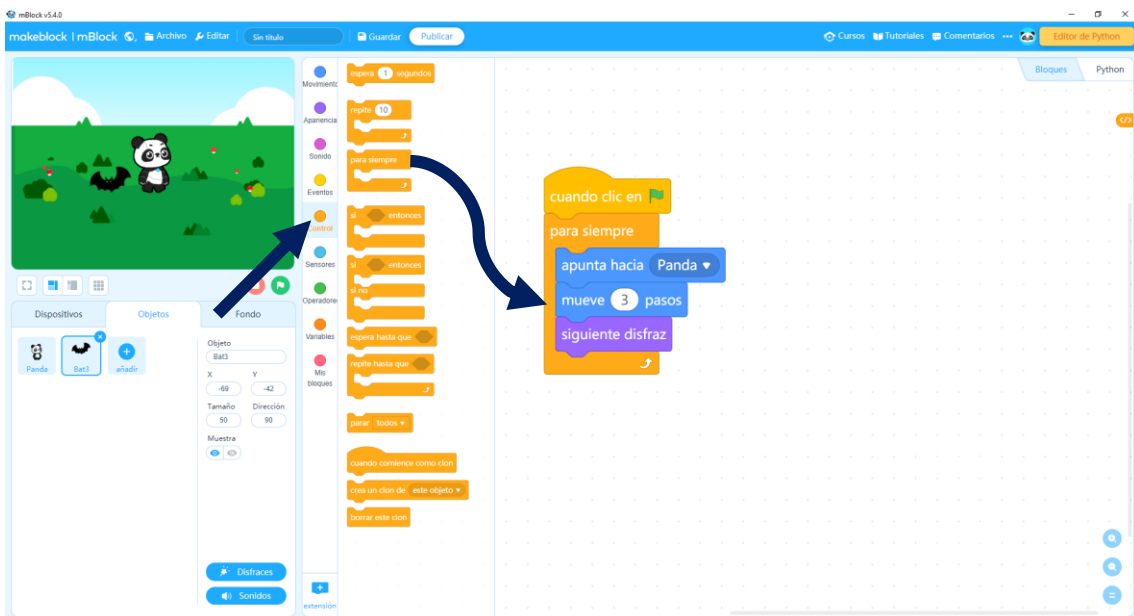 mBlock v5.4.0
makeblock | mBlock Archivo Editar Sin título Guardar Publicar Cursos Tutoriales Comentarios Editor de Python
Bloques Python
Movimiento
Apariencia
Sonido
Eventos
Control
Sensores
Operadores
Variables
Mis
bloques
extensión
espera 1 segundos
repite 10
para siempre
si entonces
si entonces
si no
espera hasta que
repite hasta que
parar todos
cuando comience como clon
crea un clon de este objeto
borrar este clon
cuando clic en
para siempre
apunta hacia Panda
mueve 3 pasos
siguiente disfraz
Dispositivos Objetos Fondo
Panda Bat3 añadir
Objeto
Bat3
X Y
-69 -42
Tamaño Dirección
50 90
Muestra
Disfraces
Sonidos